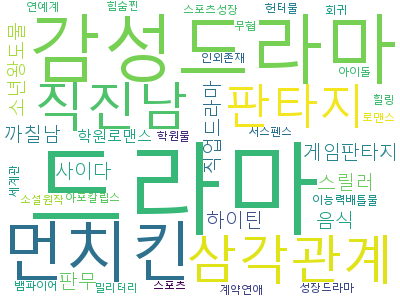 연예계 힘숨찐 스포츠성장 헌터물 회귀
무협
감성드라마
소년왕도물
인외존재 아이돌
직진남 판타지 힐링
로맨스
까칠남 학원로맨스 학원물 직업드라마 서스펜스
게임판타지
드라마
세계관 사이다 스릴러
소설원작 아포칼립스 이능력배틀물
하이틴 음식
먼치킨 삼각관계
뱀파이어 판무 밀리터리 스포츠 계약연애 성장드라마